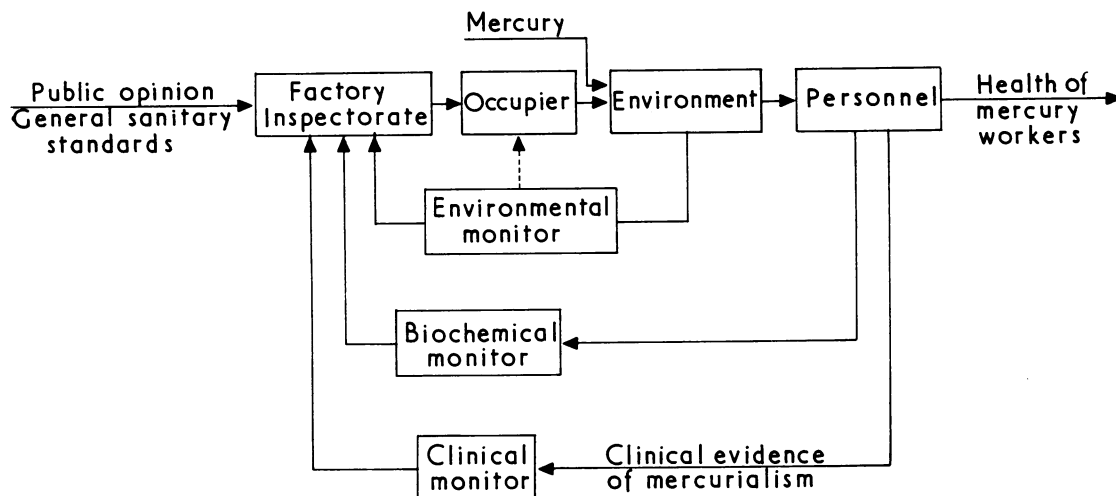 Mercury
Public opinion
General sanitary
standards
Factory
Inspectorate
Occupier
Environment
Personnel
Health of
mercury
workers
Environmental
monitor
Biochemical
monitor
Clinical
monitor
Clinical evidence
of mercurialism